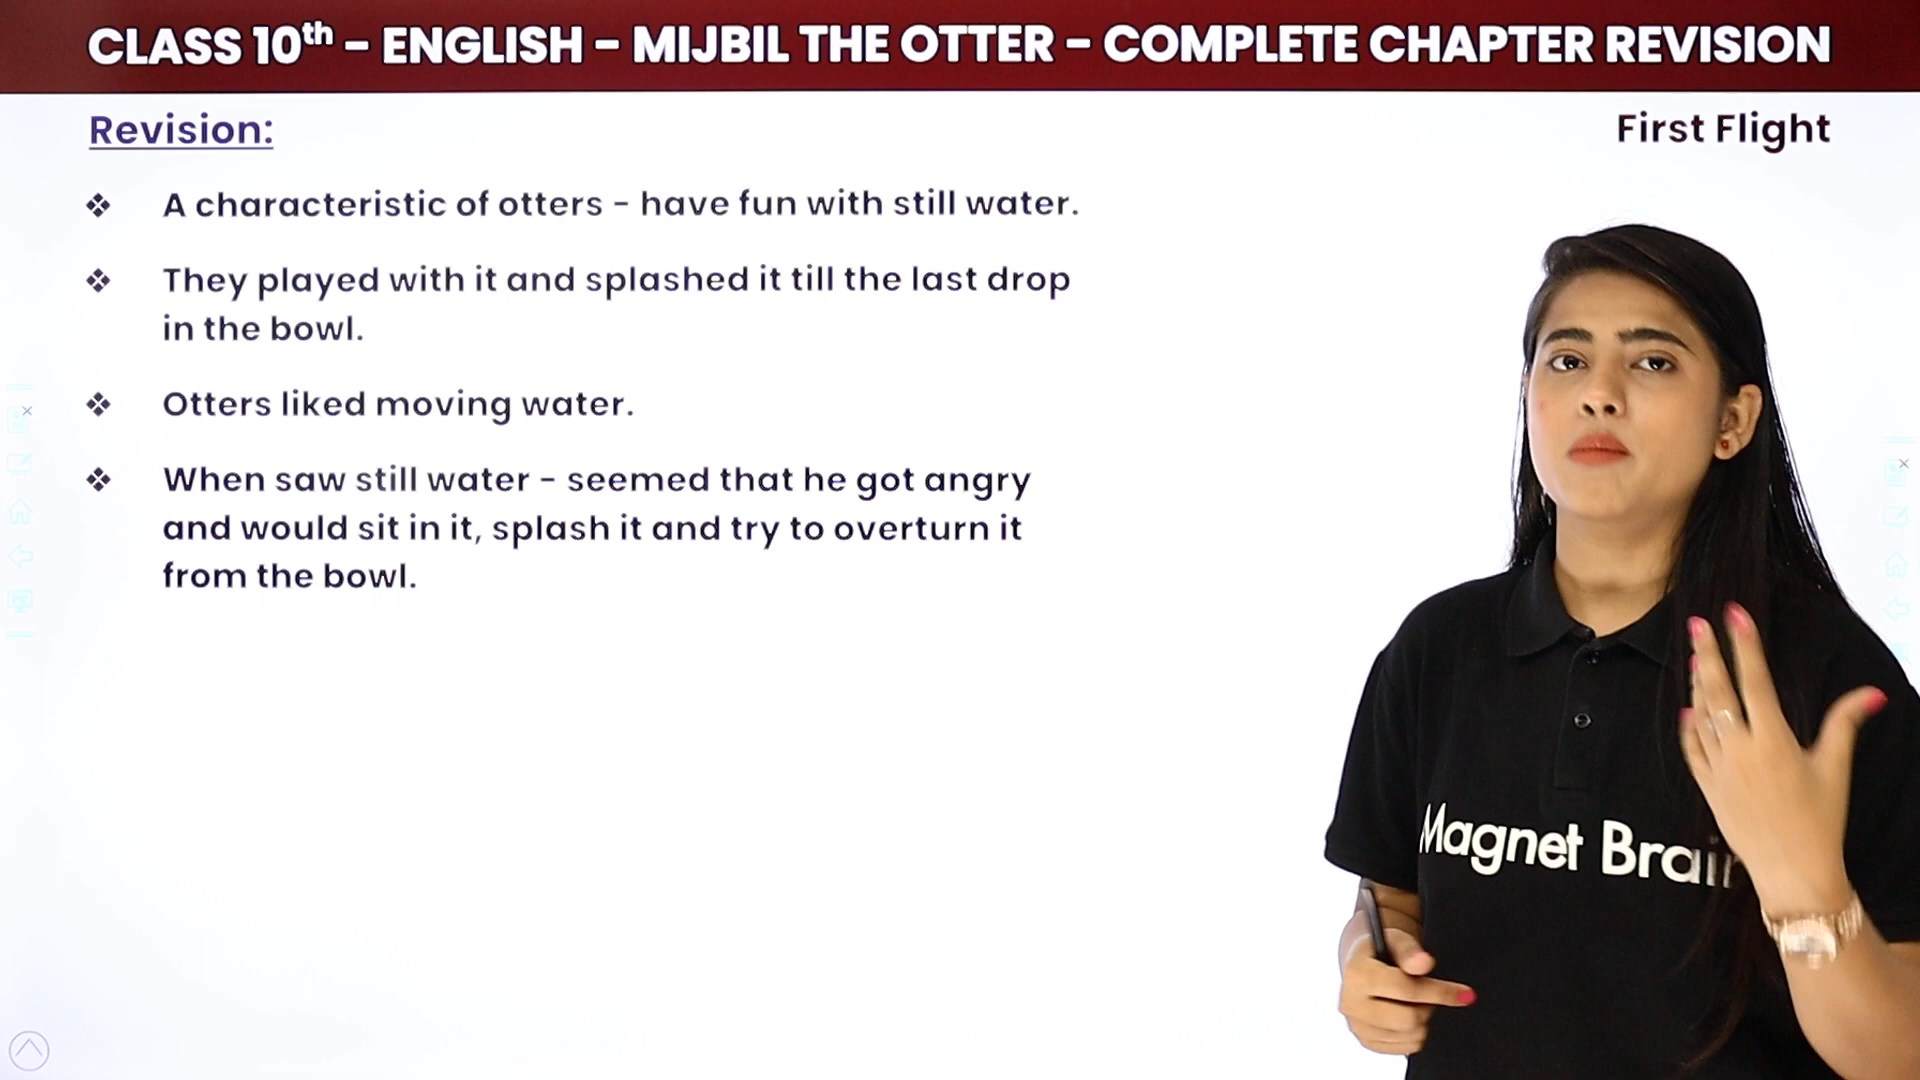 CLASS 10th – ENGLISH – MIJBIL THE OTTER – COMPLETE CHAPTER REVISION
Revision:
First Flight
❖ A characteristic of otters – have fun with still water.
❖ They played with it and splashed it till the last drop
in the bowl.
❖ Otters liked moving water.
❖ When saw still water – seemed that he got angry
and would sit in it, splash it and try to overturn it
from the bowl.
Magnet Brain